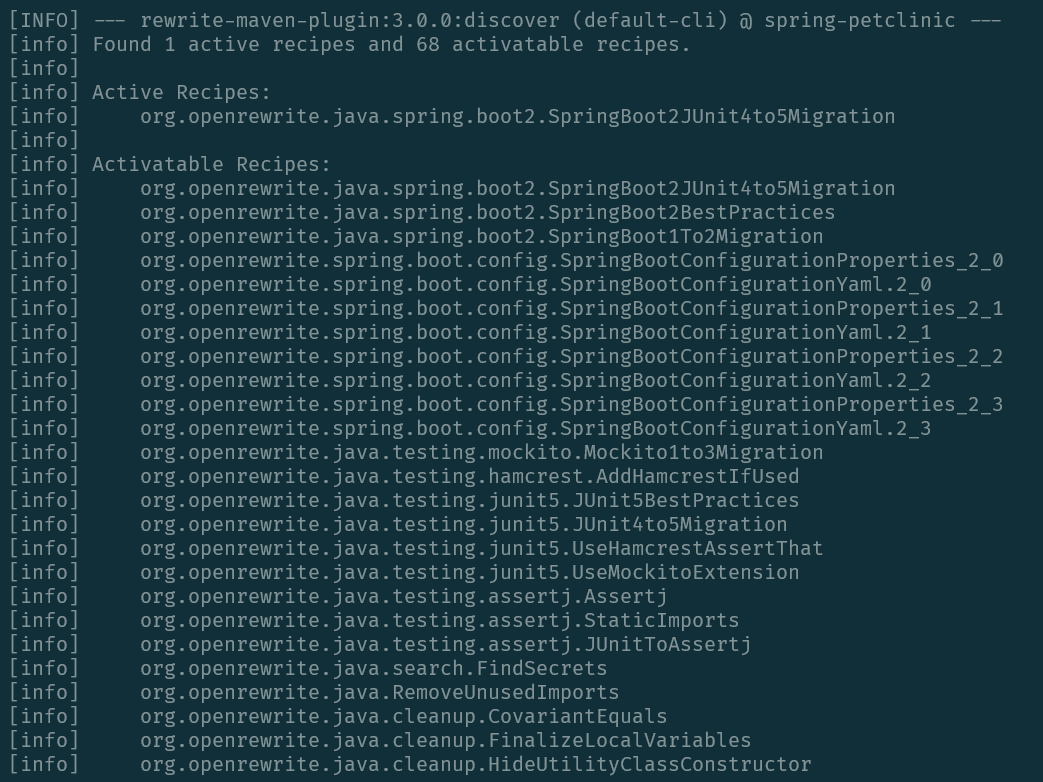 [INFO] --- rewrite-maven-plugin:3.0.0:discover (default-cli) @ spring-petclinic ---
[info] Found 1 active recipes and 68 activatable recipes.
[info]
[info] Active Recipes:
[info]     org.openrewrite.java.spring.boot2.SpringBoot2JUnit4to5Migration
[info]
[info] Activatable Recipes:
[info]     org.openrewrite.java.spring.boot2.SpringBoot2JUnit4to5Migration
[info]     org.openrewrite.java.spring.boot2.SpringBoot2BestPractices
[info]     org.openrewrite.java.spring.boot2.SpringBoot1To2Migration
[info]     org.openrewrite.spring.boot.config.SpringBootConfigurationProperties_2_0
[info]     org.openrewrite.spring.boot.config.SpringBootConfigurationYaml.2_0
[info]     org.openrewrite.spring.boot.config.SpringBootConfigurationProperties_2_1
[info]     org.openrewrite.spring.boot.config.SpringBootConfigurationYaml.2_1
[info]     org.openrewrite.spring.boot.config.SpringBootConfigurationProperties_2_2
[info]     org.openrewrite.spring.boot.config.SpringBootConfigurationYaml.2_2
[info]     org.openrewrite.spring.boot.config.SpringBootConfigurationProperties_2_3
[info]     org.openrewrite.spring.boot.config.SpringBootConfigurationYaml.2_3
[info]     org.openrewrite.java.testing.mockito.Mockito1to3Migration
[info]     org.openrewrite.java.testing.hamcrest.AddHamcrestIfUsed
[info]     org.openrewrite.java.testing.junit5.JUnit5BestPractices
[info]     org.openrewrite.java.testing.junit5.JUnit4to5Migration
[info]     org.openrewrite.java.testing.junit5.UseHamcrestAssertThat
[info]     org.openrewrite.java.testing.junit5.UseMockitoExtension
[info]     org.openrewrite.java.testing.assertj.Assertj
[info]     org.openrewrite.java.testing.assertj.StaticImports
[info]     org.openrewrite.java.testing.assertj.JUnitToAssertj
[info]     org.openrewrite.java.search.FindSecrets
[info]     org.openrewrite.java.RemoveUnusedImports
[info]     org.openrewrite.java.cleanup.CovariantEquals
[info]     org.openrewrite.java.cleanup.FinalizeLocalVariables
[info]     org.openrewrite.java.cleanup.HideUtilityClassConstructor